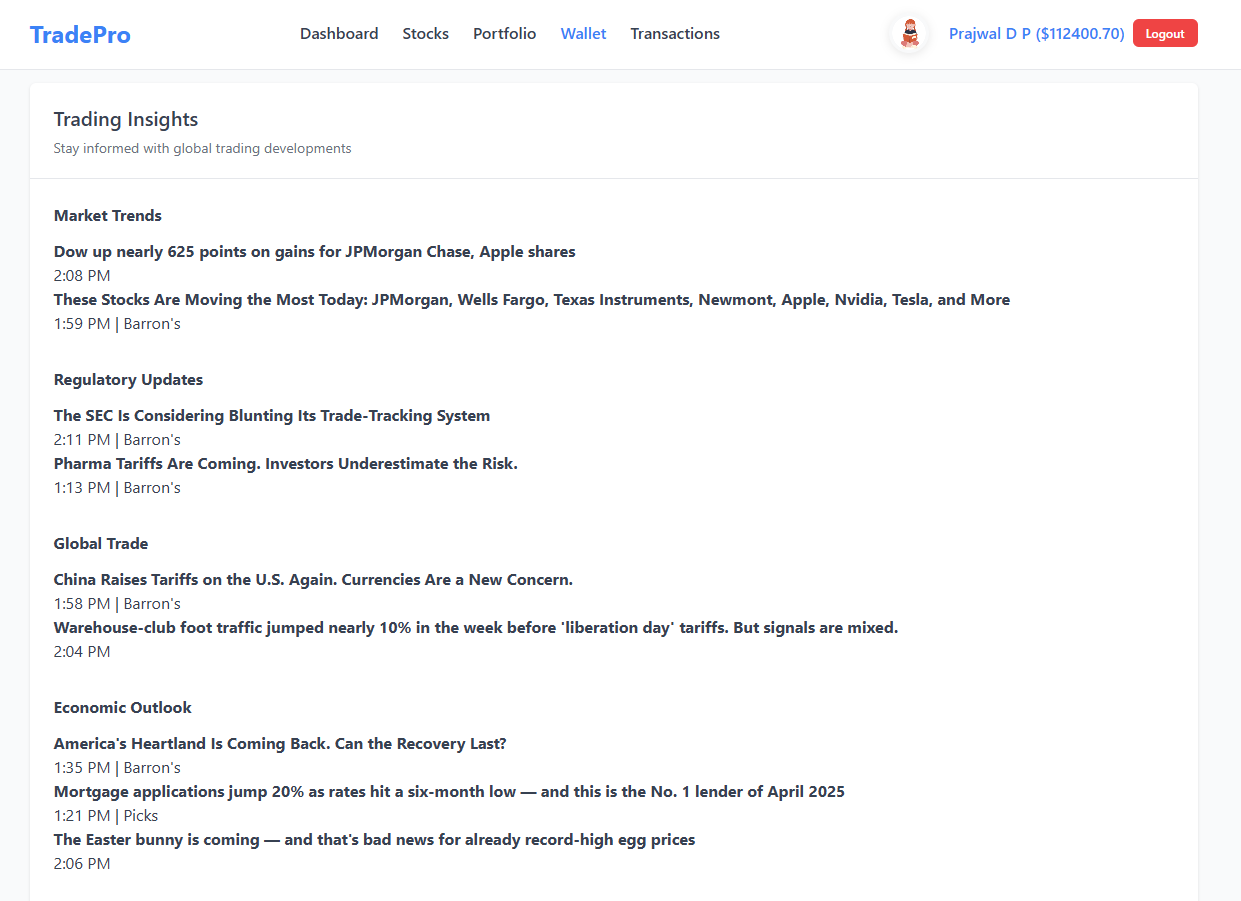 TradePro
Dashboard Stocks Portfolio Wallet Transactions
Prajwal D P ($112400.70) Logout
Trading Insights
Stay informed with global trading developments
Market Trends
Dow up nearly 625 points on gains for JPMorgan Chase, Apple shares
2:08 PM
These Stocks Are Moving the Most Today: JPMorgan, Wells Fargo, Texas Instruments, Newmont, Apple, Nvidia, Tesla, and More
1:59 PM | Barron's
Regulatory Updates
The SEC Is Considering Blunting Its Trade-Tracking System
2:11 PM | Barron's
Pharma Tariffs Are Coming. Investors Underestimate the Risk.
1:13 PM | Barron's
Global Trade
China Raises Tariffs on the U.S. Again. Currencies Are a New Concern.
1:58 PM | Barron's
Warehouse-club foot traffic jumped nearly 10% in the week before 'liberation day' tariffs. But signals are mixed.
2:04 PM
Economic Outlook
America's Heartland Is Coming Back. Can the Recovery Last?
1:35 PM | Barron's
Mortgage applications jump 20% as rates hit a six-month low — and this is the No. 1 lender of April 2025
1:21 PM | Picks
The Easter bunny is coming — and that's bad news for already record-high egg prices
2:06 PM